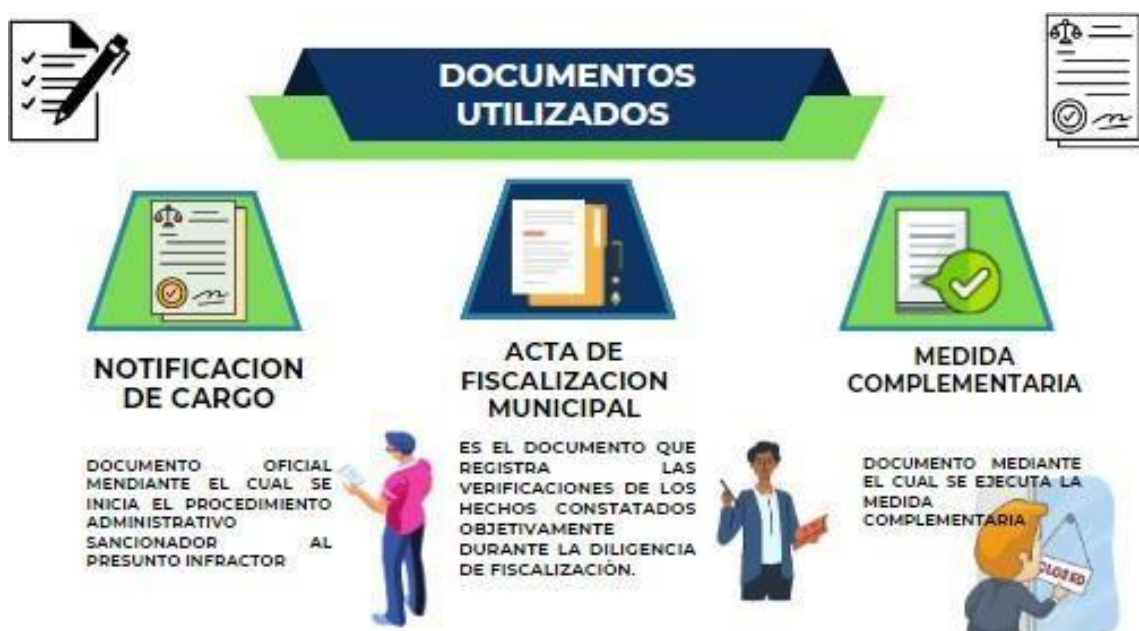 DOCUMENTOS
UTILIZADOS
NOTIFICACION
DE CARGO
DOCUMENTO OFICIAL
MENDIANTE EL CUAL SE
INICIA EL PROCEDIMIENTO
ADMINISTRATIVO
SANCIONADOR AL
PRESUNTO INFRACTOR
ACTA DE
FISCALIZACION
MUNICIPAL
ES EL DOCUMENTO QUE
REGISTRA LAS
VERIFICACIONES DE LOS
HECHOS CONSTATADOS
OBJETIVAMENTE
DURANTE LA DILIGENCIA
DE FISCALIZACIÒN.
MEDIDA
COMPLEMENTARIA
DOCUMENTO MEDIANTE
EL CUAL SE EJECUTA LA
MEDIDA
COMPLEMENTARIA
CLOSED